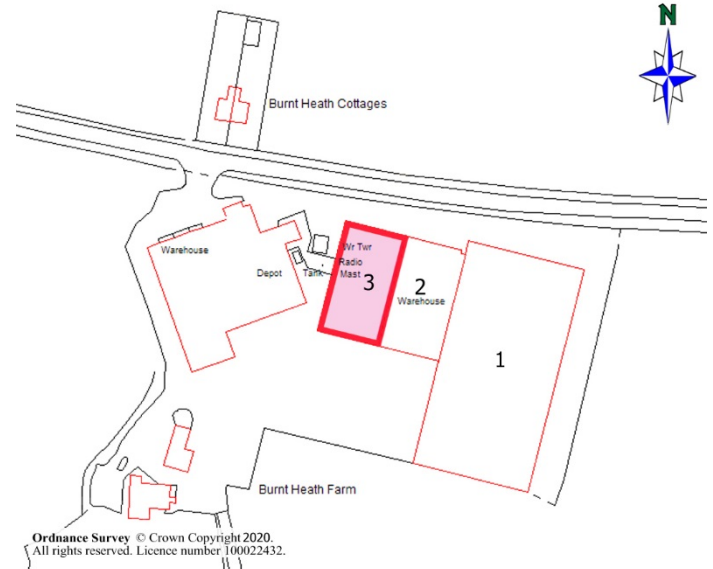 N
Burnt Heath Cottages
Warehouse
Depot
Tank
Wr Twr
Radio
Mast
3
2
Warehouse
1
Burnt Heath Farm
Ordnance Survey © Crown Copyright 2020.
All rights reserved. Licence number 100022432.